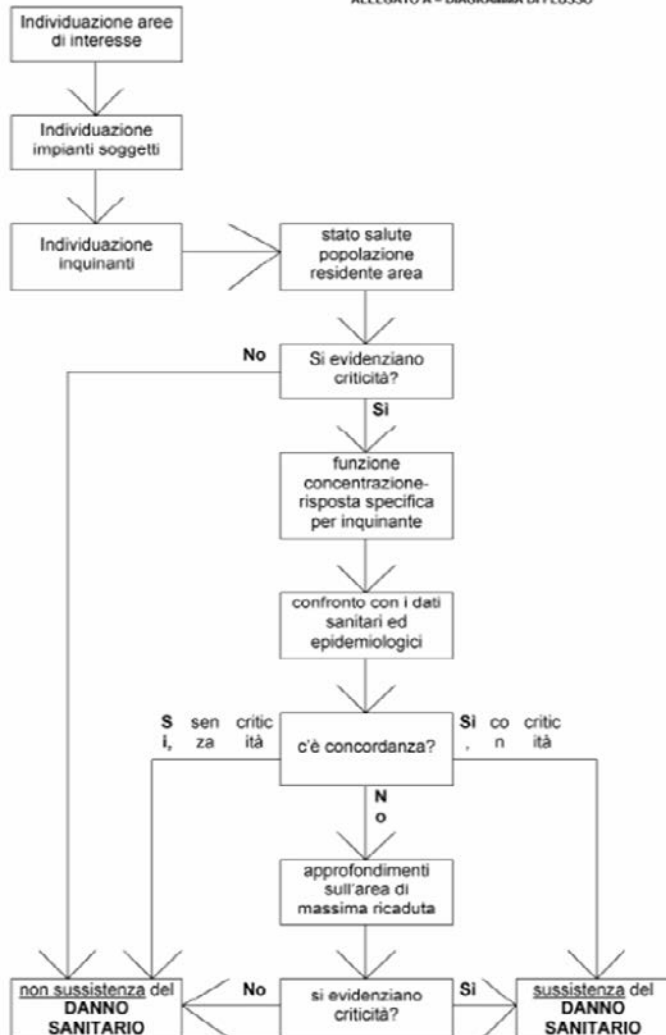 ALLEGATO A – DIAGRAMMA DI FLUSSO
Individuazione aree
di interesse
Individuazione
impianti soggetti
Individuazione
inquinanti
stato salute
popolazione
residente area
No
Si evidenziano
criticità?
Sì
funzione
concentrazione-
risposta specifica
per inquinante
confronto con i dati
sanitari ed
epidemiologici
S sen critic
ì, za ità
c'è concordanza?
Sì co critic
, n ità
N
o
approfondimenti
sull'area di
massima ricaduta
non sussistenza del
DANNO
SANITARIO
No
si evidenziano
criticità?
Sì
sussistenza del
DANNO
SANITARIO